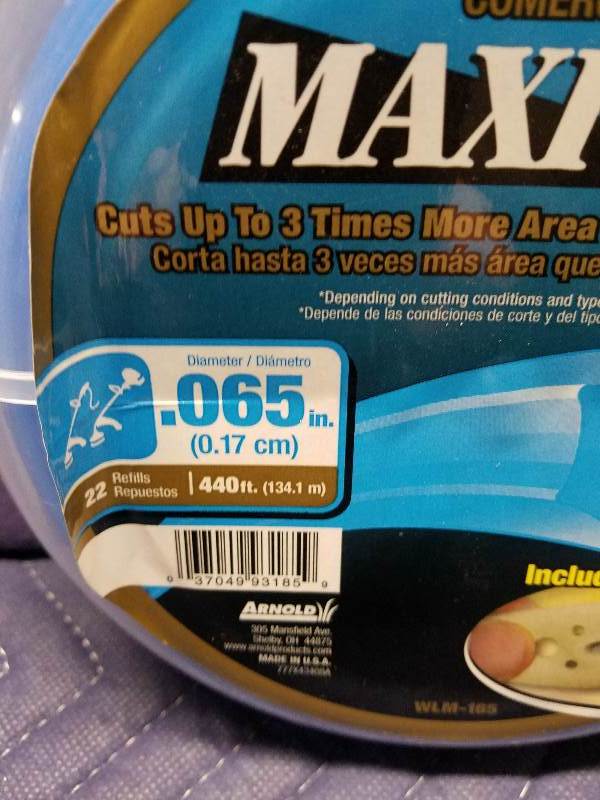 COMER
MAXI
Cuts Up To 3 Times More Area
Corta hasta 3 veces más área que
*Depending on cutting conditions and type
*Depende de las condiciones de corte y del tipo
Diameter / Diámetro
.065 in.
(0.17 cm)
22 Refills
Repuestos
440ft. (134.1 m)
0 37049 93185 9
Includ
ARNOLD
305 Mansfield Ave.
Shelby, OH 44875
www.arnoldproducts.com
MADE IN U.S.A.
WLM-165